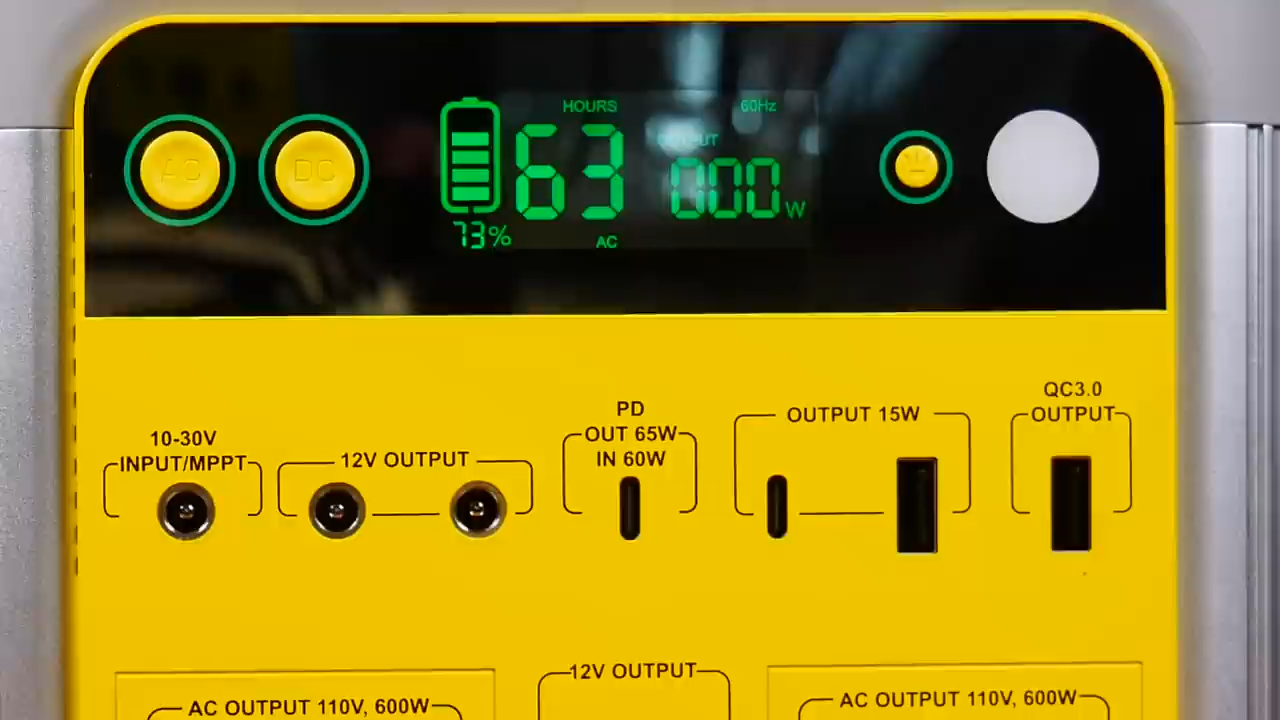 AC
DC
HOURS
60Hz
63
OUTPUT
000 W
73%
AC
10-30V
INPUT/MPPT
12V OUTPUT
PD
OUT 65W
IN 60W
OUTPUT 15W
QC3.0
OUTPUT
AC OUTPUT 110V, 600W
12V OUTPUT
AC OUTPUT 110V, 600W